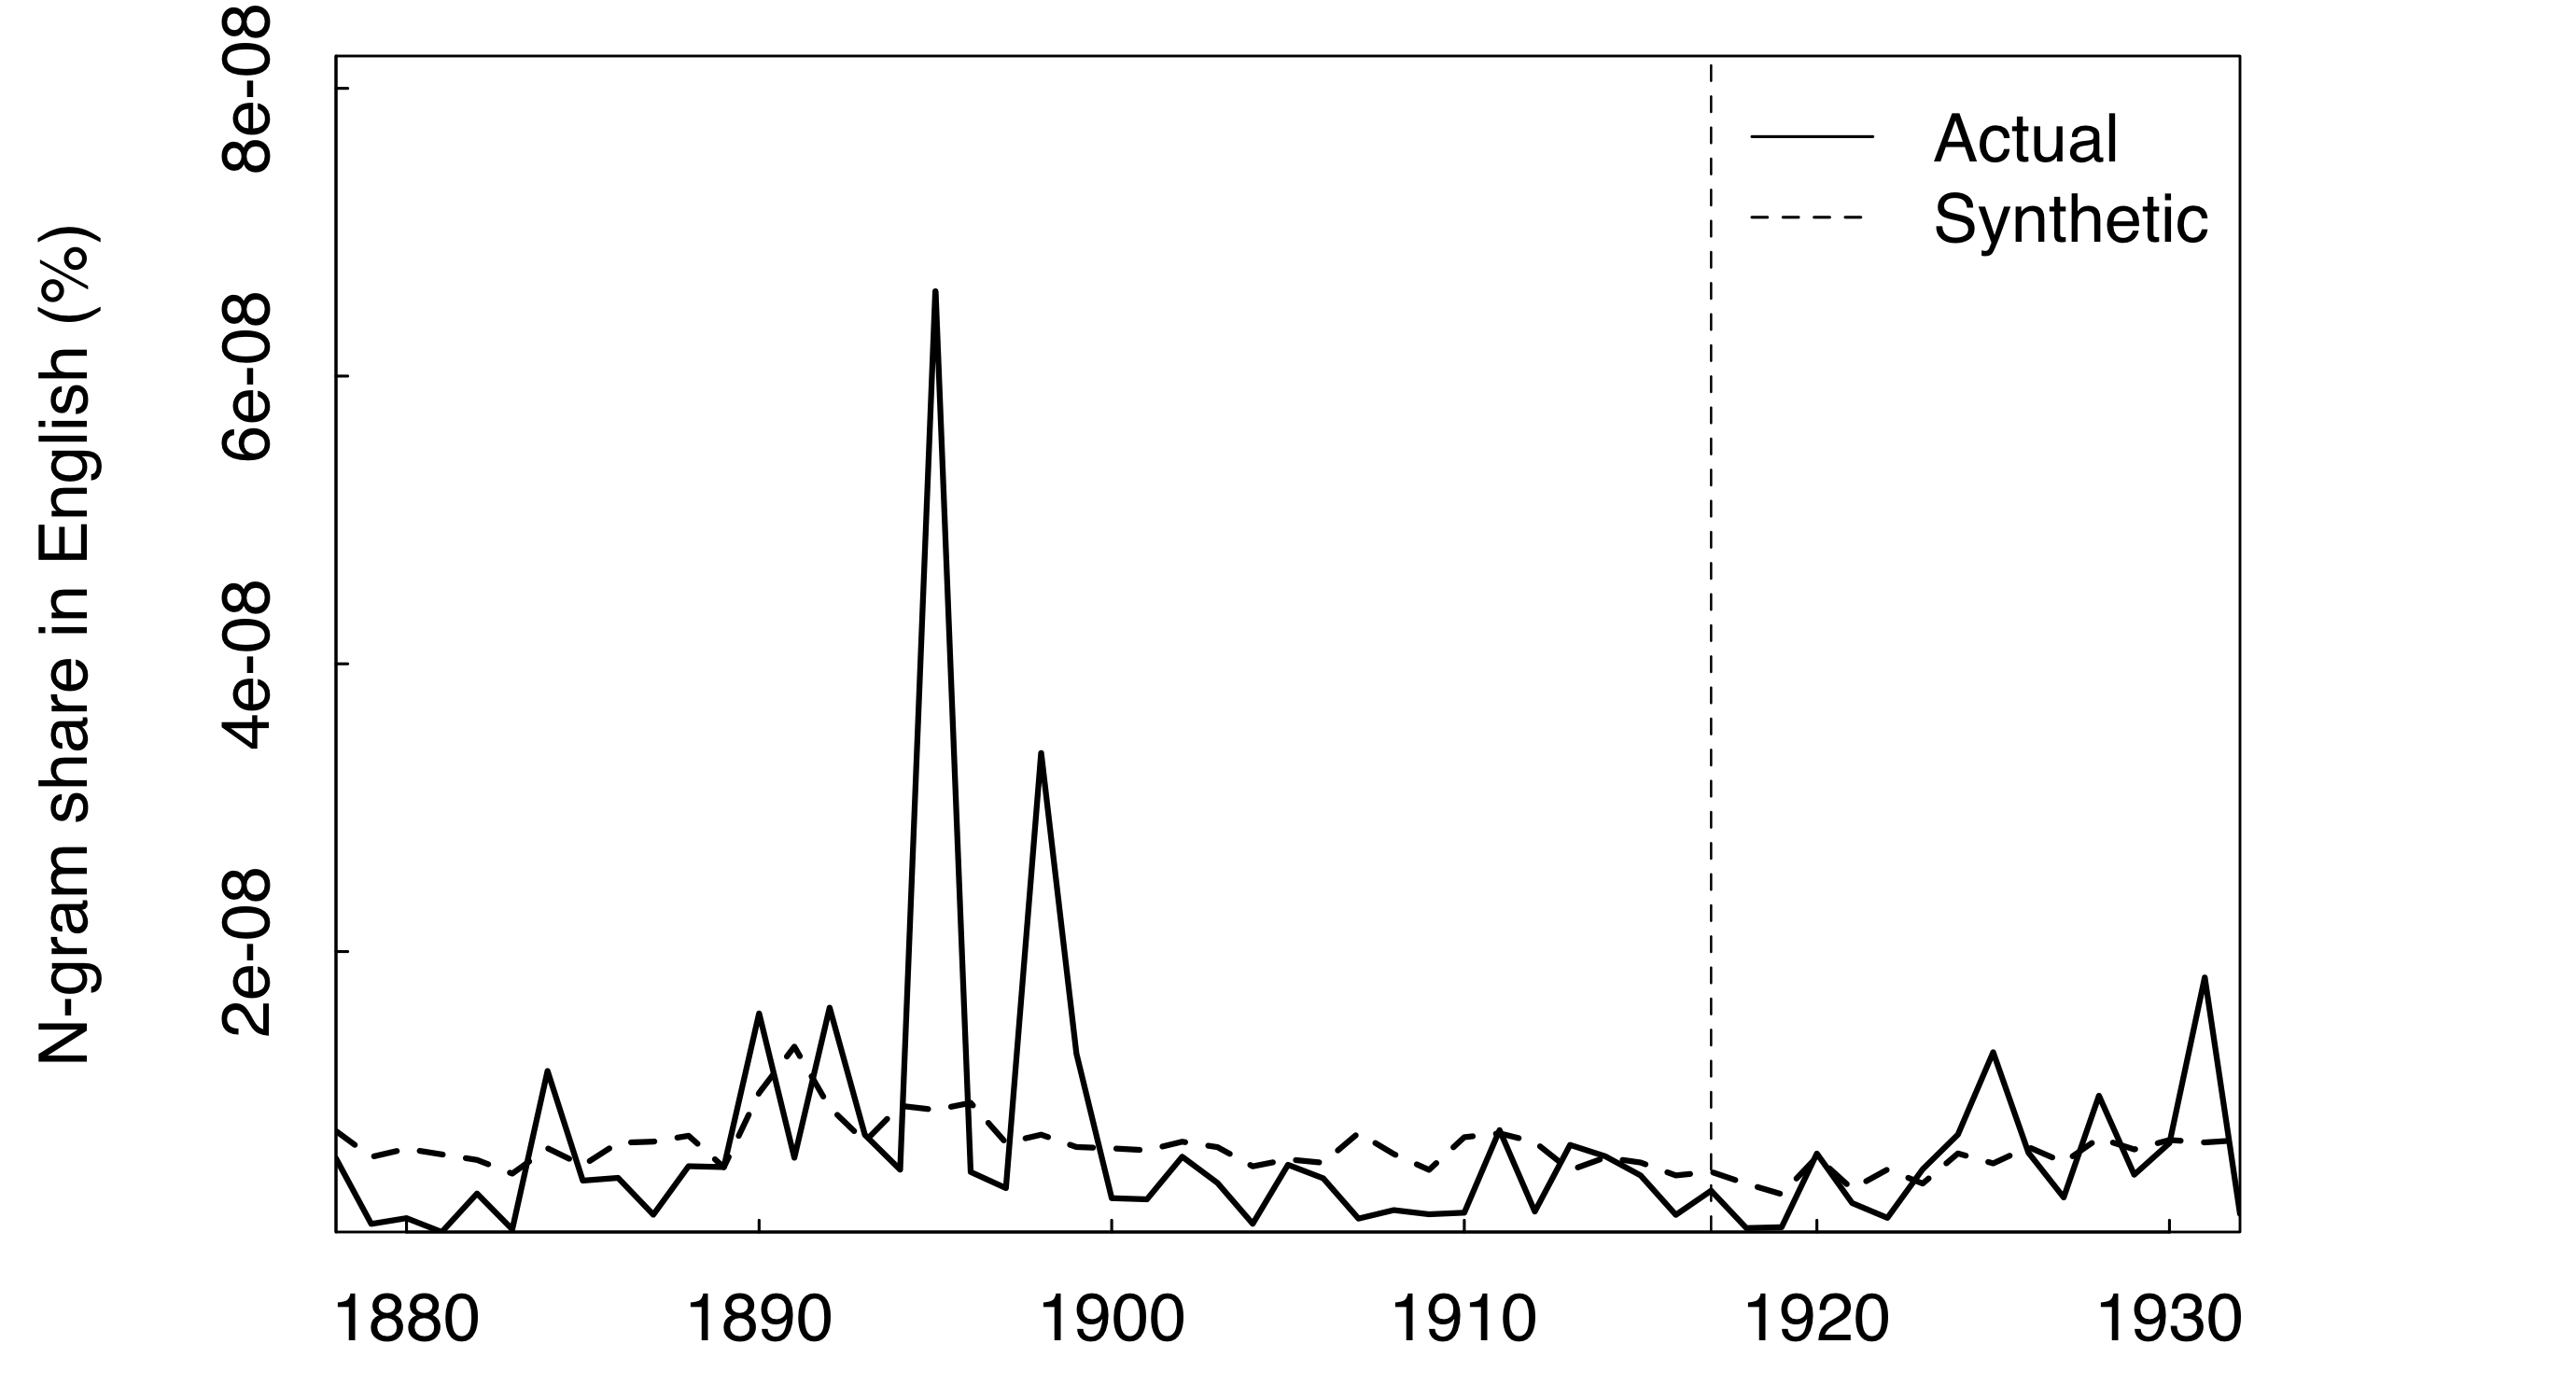 N-gram share in English (%)
8e-08
6e-08
4e-08
2e-08
Actual
Synthetic
1880 1890 1900 1910 1920 1930